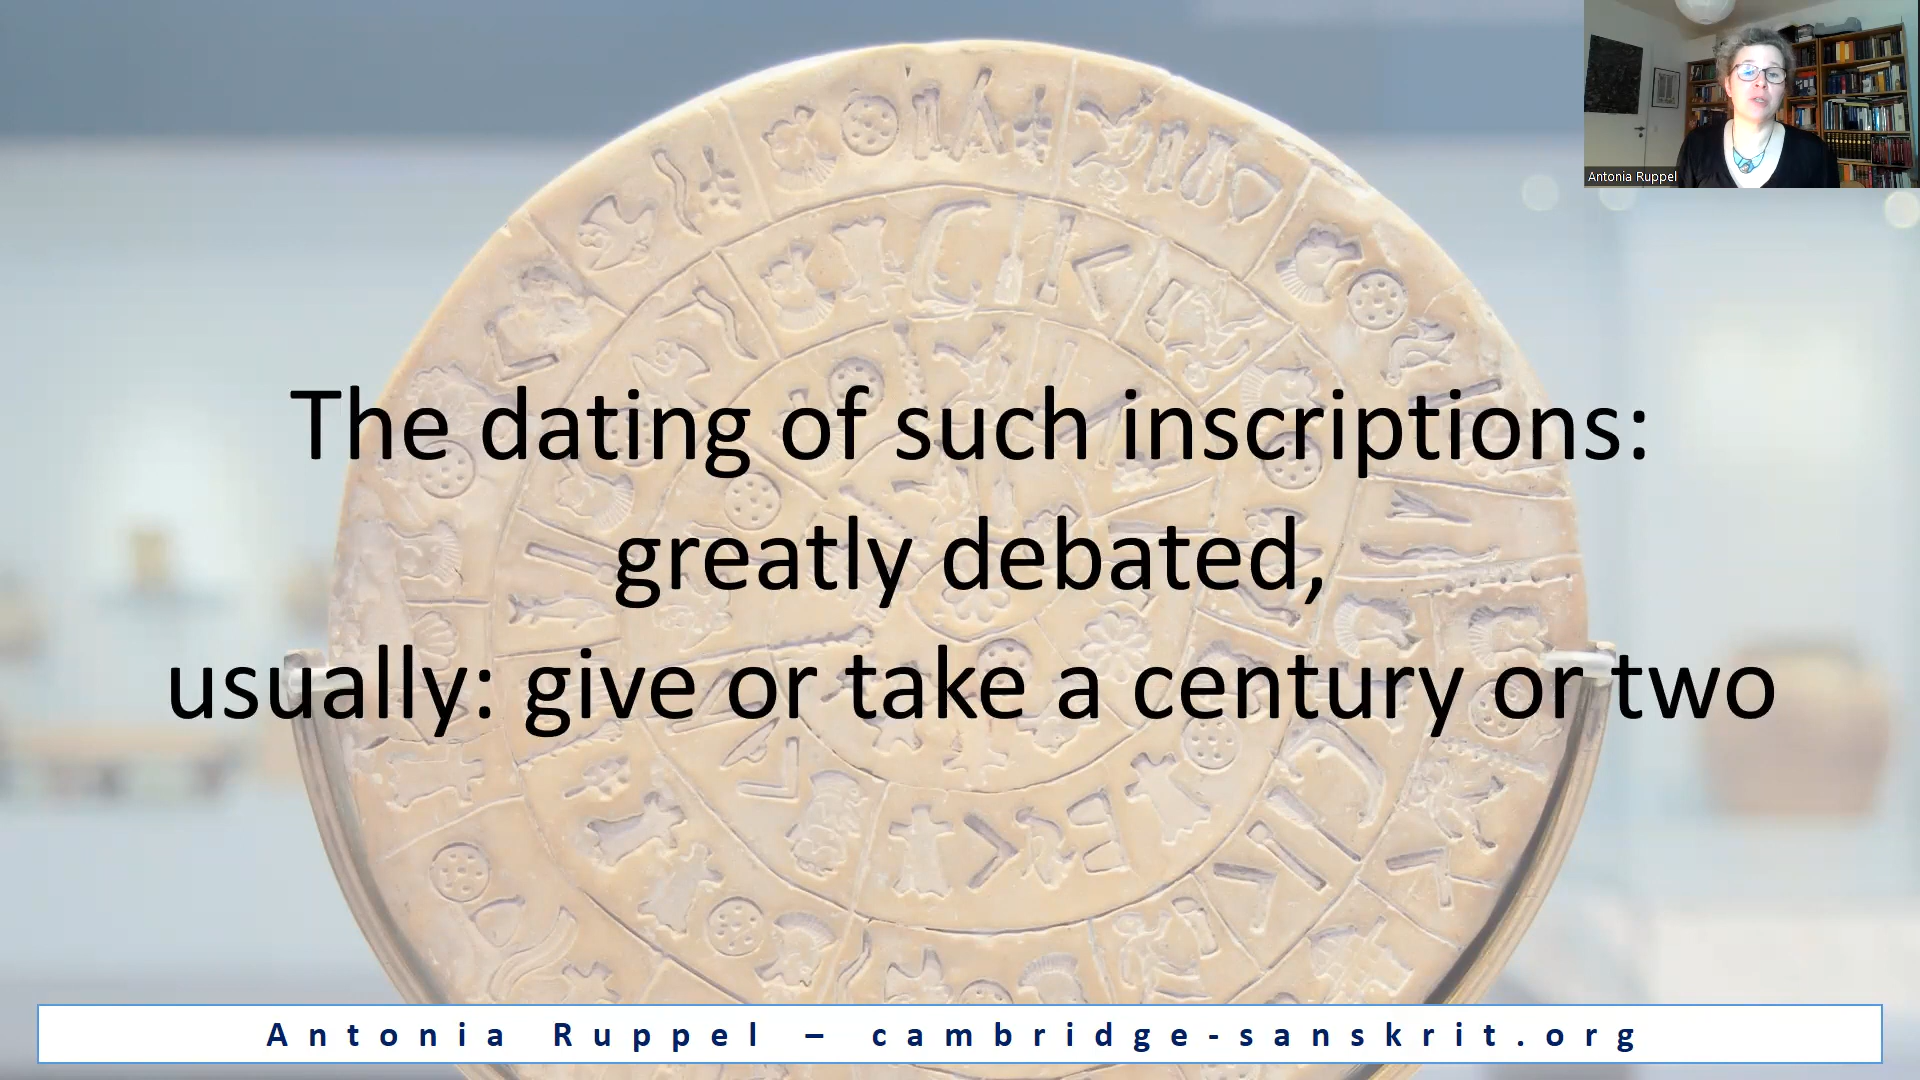 Antonia Ruppel
The dating of such inscriptions:
greatly debated,
usually: give or take a century or two
Antonia Ruppel – cambridge-sanskrit.org